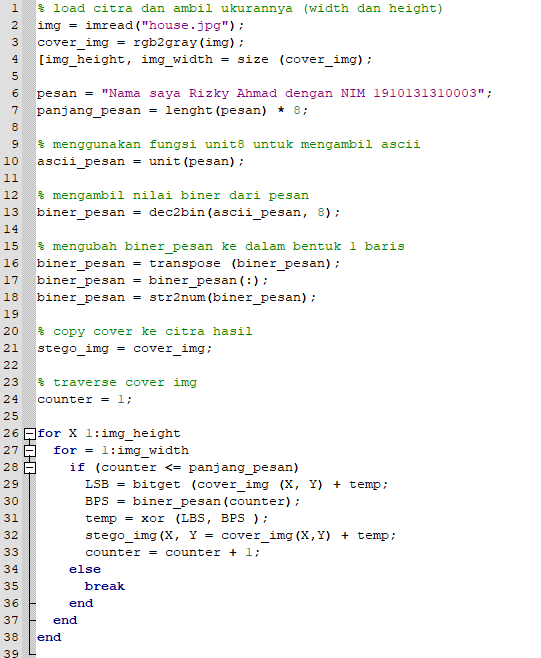 1 % load citra dan ambil ukurannya (width dan height)
2 img = imread("house.jpg");
3 cover_img = rgb2gray(img);
4 [img_height, img_width = size (cover_img);
5
6 pesan = "Nama saya Rizky Ahmad dengan NIM 1910131310003";
7 panjang_pesan = lenght(pesan) * 8;
8
9 % menggunakan fungsi unit8 untuk mengambil ascii
10 ascii_pesan = unit(pesan);
11
12 % mengambil nilai biner dari pesan
13 biner_pesan = dec2bin(ascii_pesan, 8);
14
15 % mengubah biner_pesan ke dalam bentuk 1 baris
16 biner_pesan = transpose (biner_pesan);
17 biner_pesan = biner_pesan(:);
18 biner_pesan = str2num(biner_pesan);
19
20 % copy cover ke citra hasil
21 stego_img = cover_img;
22
23 % traverse cover img
24 counter = 1;
25
26 for X 1:img_height
27 for = 1:img_width
28 if (counter <= panjang_pesan)
29 LSB = bitget (cover_img (X, Y) + temp;
30 BPS = biner_pesan(counter);
31 temp = xor (LBS, BPS );
32 stego_img(X, Y = cover_img(X,Y) + temp;
33 counter = counter + 1;
34 else
35 break
36 end
37 end
38 end
39